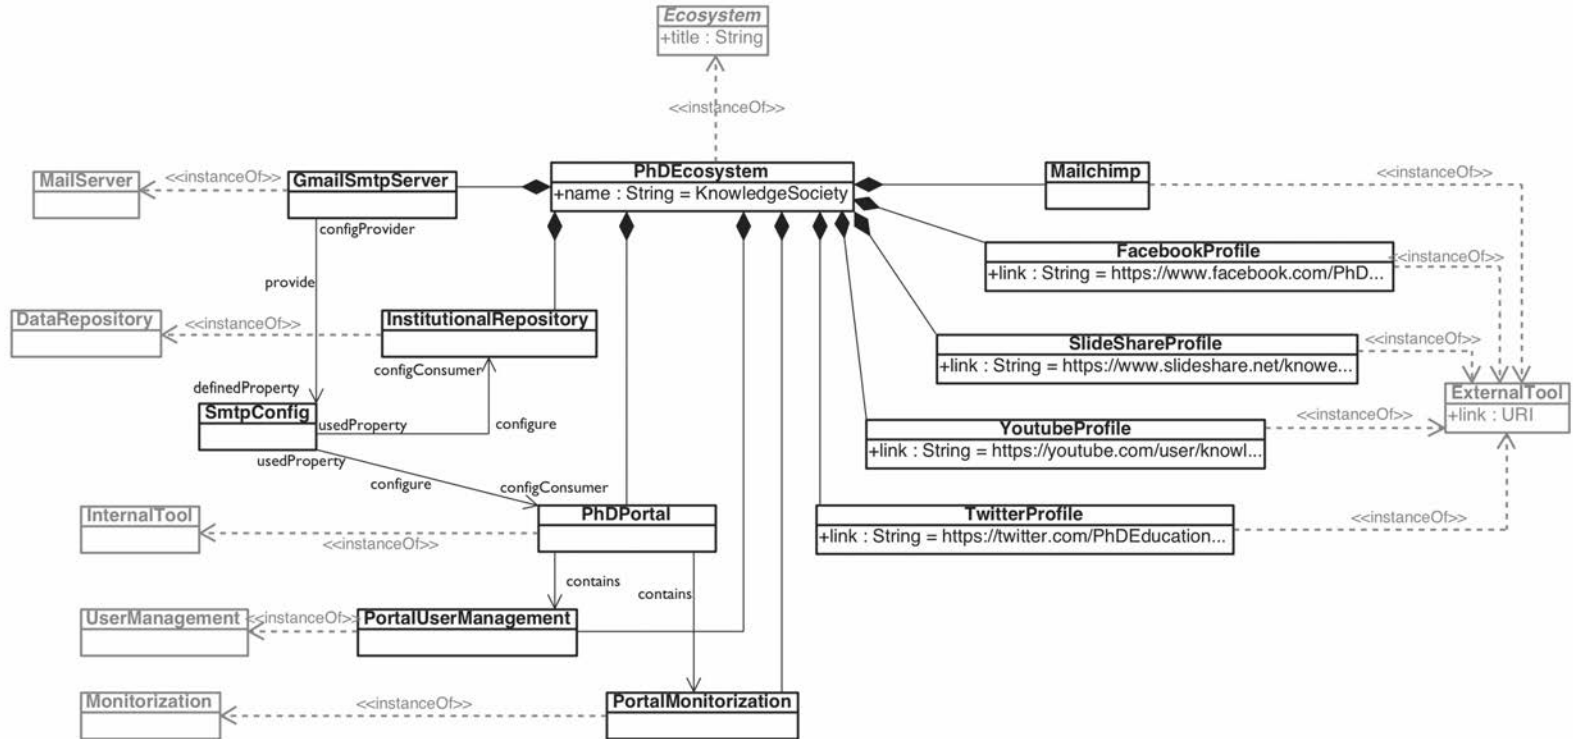 Ecosystem
+title : String
<<instanceOf>>
PhDEcosystem
+name : String = KnowledgeSociety
MailServer
<<instanceOf>>
GmailSmtpServer
Mailchimp
<<instanceOf>>
configProvider
provide
FacebookProfile
+link : String = https://www.facebook.com/PhD...
<<instanceOf>>
DataRepository
<<instanceOf>>
InstitutionalRepository
configConsumer
SlideShareProfile
+link : String = https://www.slideshare.net/knowe...
<<instanceOf>>
definedProperty
SmtpConfig
usedProperty
configure
usedProperty
configure
configConsumer
ExternalTool
+link : URI
YoutubeProfile
+link : String = https://youtube.com/user/knowl...
<<instanceOf>>
InternalTool
<<instanceOf>>
PhDPortal
TwitterProfile
+link : String = https://twitter.com/PhDEducation...
<<instanceOf>>
contains
contains
UserManagement
<<instanceOf>>
PortalUserManagement
Monitorization
<<instanceOf>>
PortalMonitorization